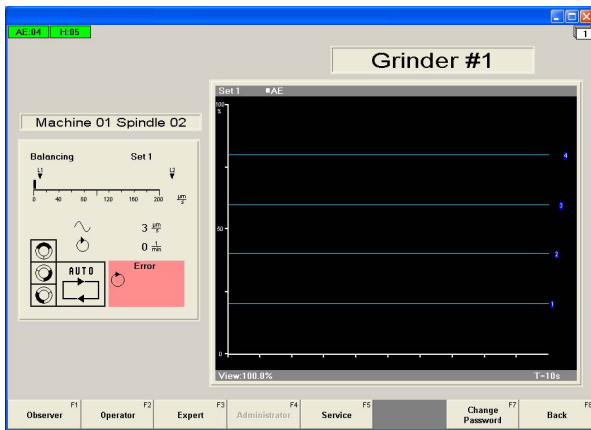 AE:04 H:05
1
Grinder #1
Machine 01 Spindle 02
Balancing Set 1
L1 L2
0 40 80 120 160 200 µm/s
3 µm/s
0 1/min
AUTO
Error
Set 1 AE
100
%
4
3
50
2
1
0
View:100.0% T=10s
F1 F2 F3 F4 F5 F7 F8
Observer Operator Expert Administrator Service Change Password Back